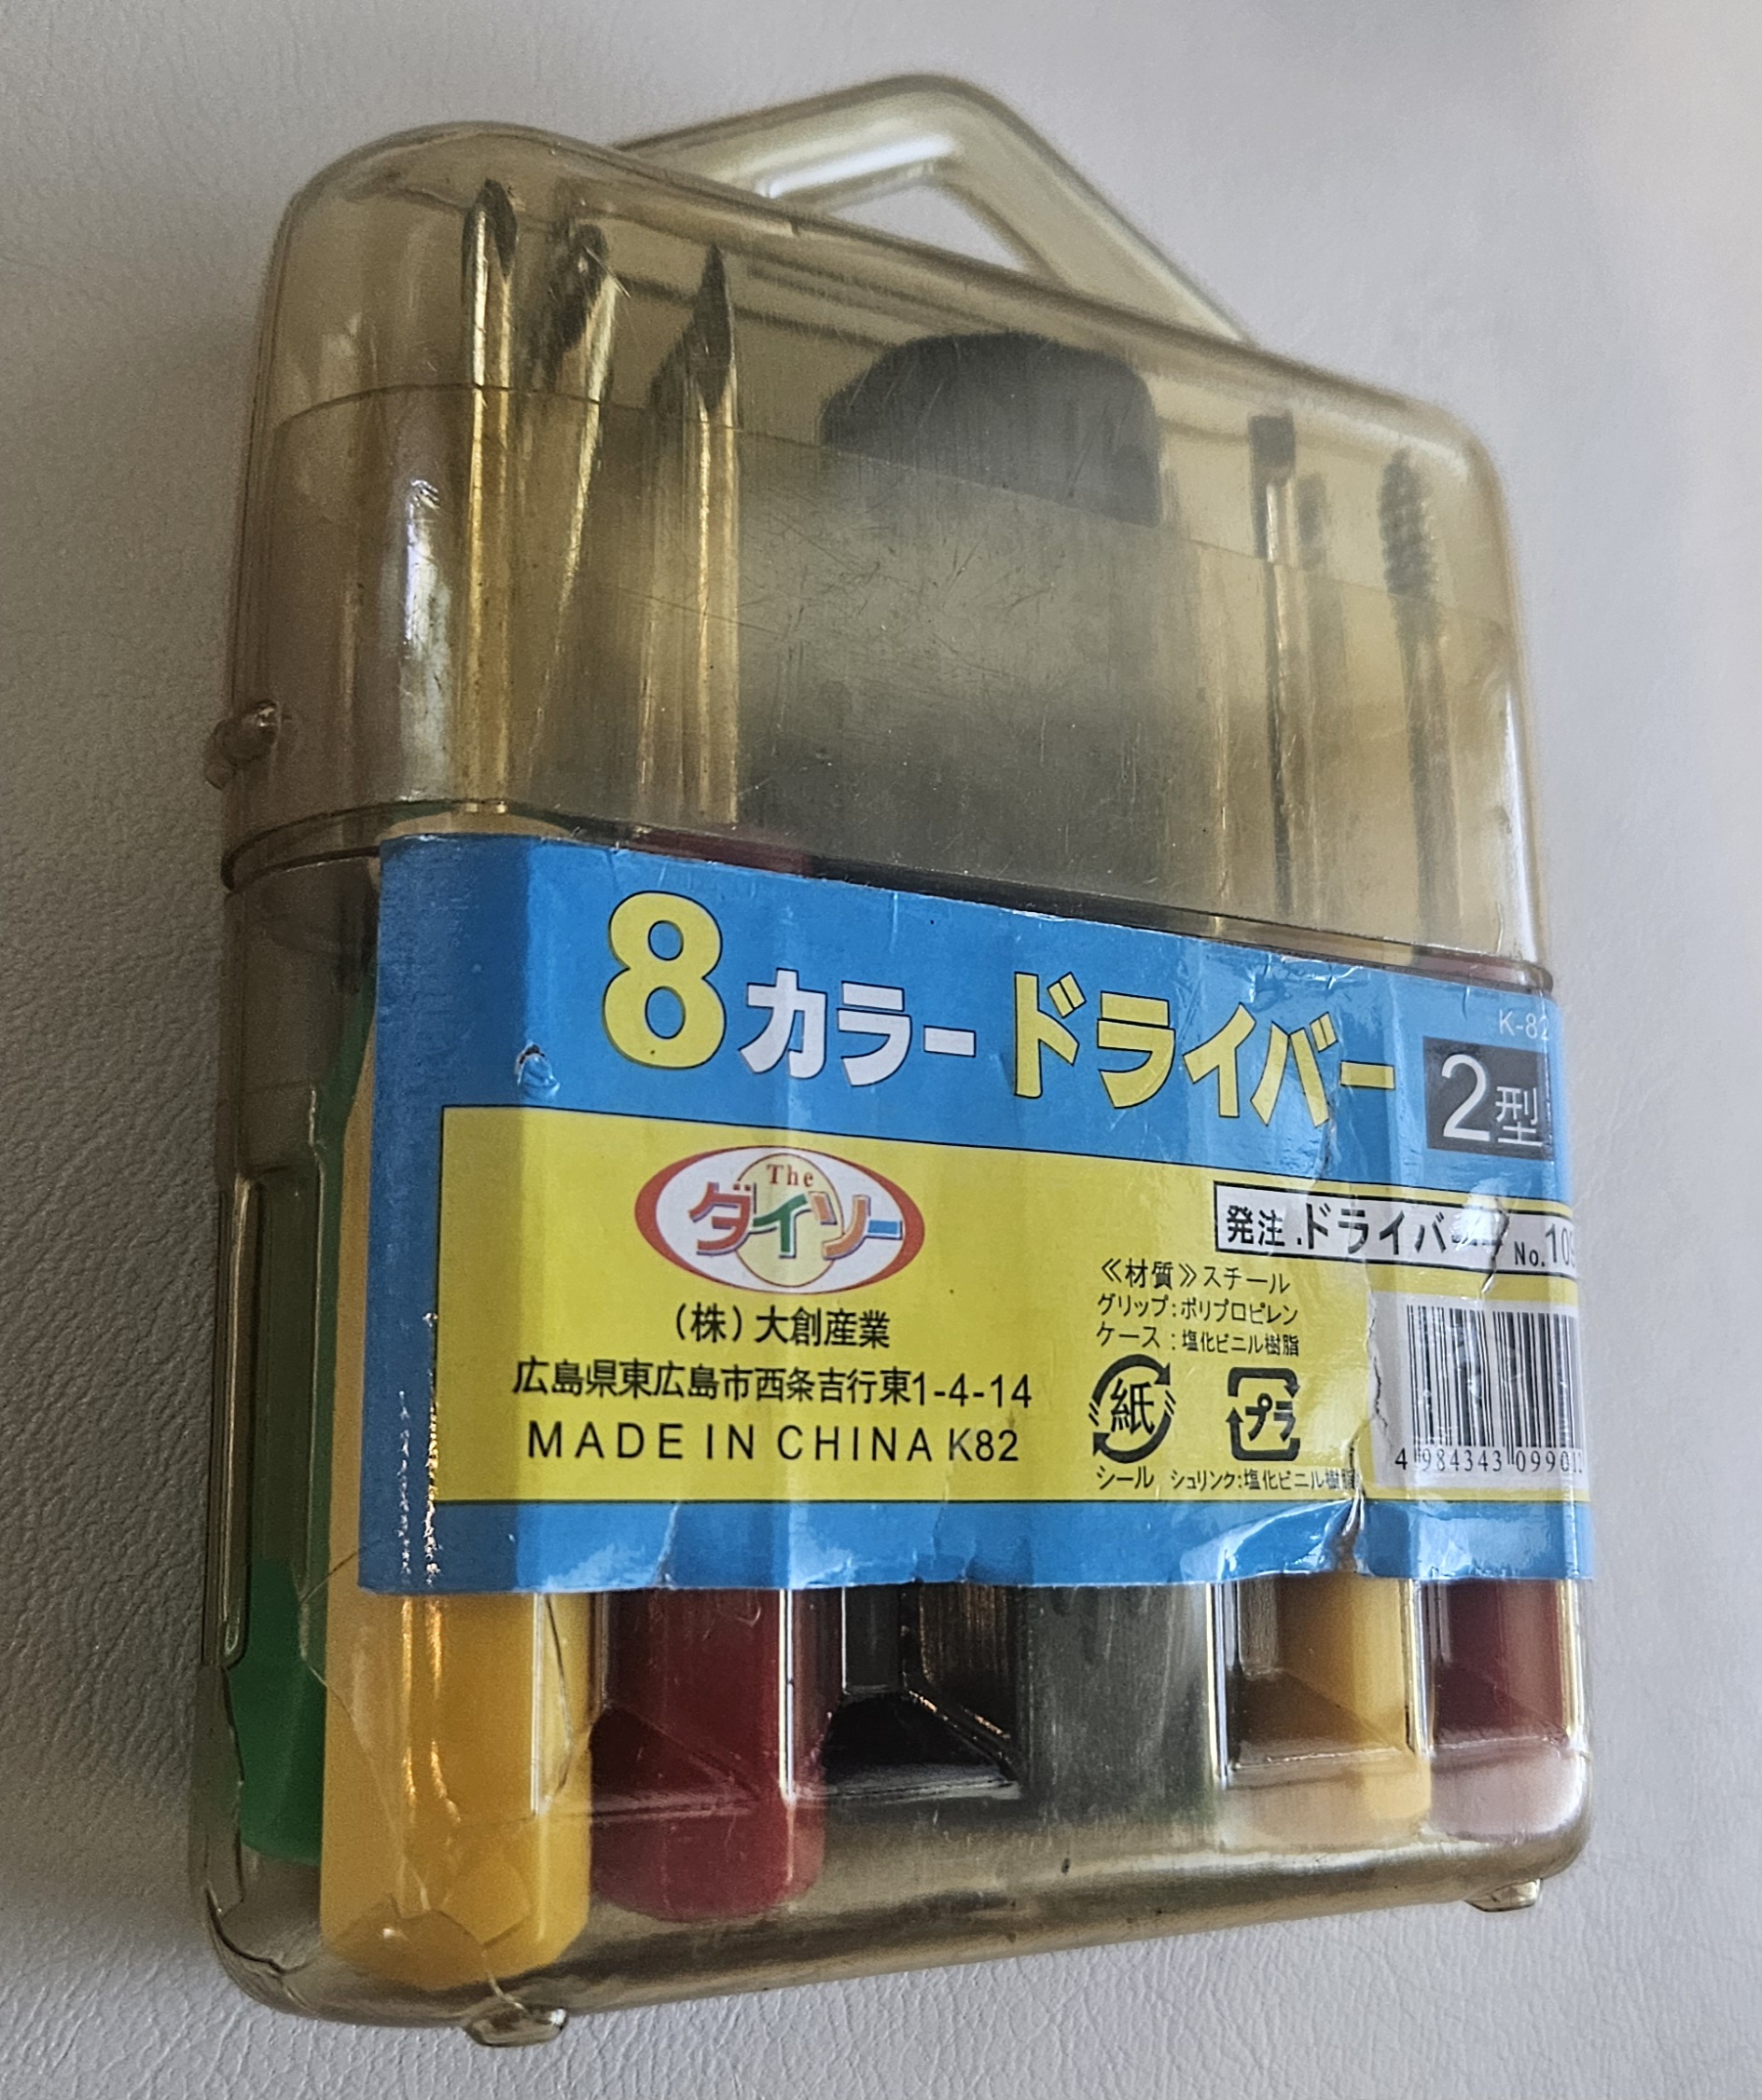 8カラードライバー
K-82
2型
The
ダイソー
(株)大創産業
広島県東広島市西条吉行東1-4-14
MADE IN CHINA K82
発注.ドライバー No.
≪材質≫スチール
グリップ:ポリプロピレン
ケース:塩化ビニル樹脂
紙
プラ
シール シュリンク:塩化ビニル樹脂
4 984343 09901